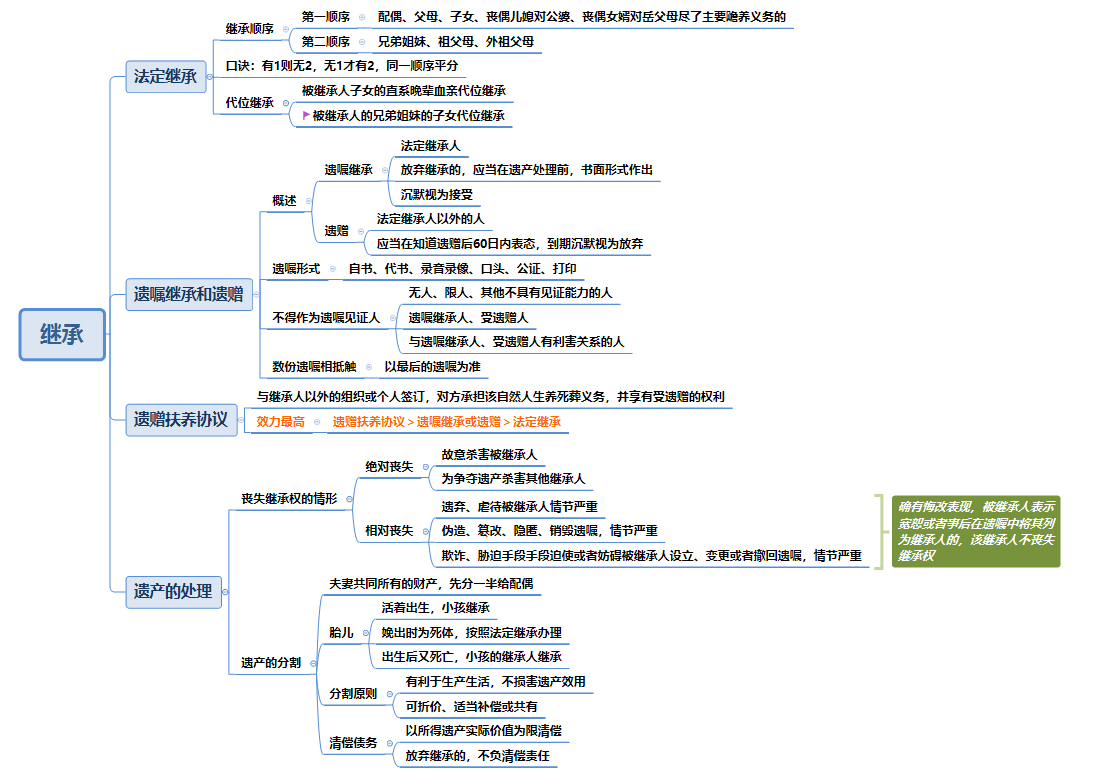 继承
法定继承
继承顺序
第一顺序
配偶、父母、子女、丧偶儿媳对公婆、丧偶女婿对岳父母尽了主要赡养义务的
第二顺序
兄弟姐妹、祖父母、外祖父母
口诀：有1则无2，无1才有2，同一顺序平分
代位继承
被继承人子女的直系晚辈血亲代位继承
被继承人的兄弟姐妹的子女代位继承
遗嘱继承和遗赠
概述
遗嘱继承
法定继承人
放弃继承的，应当在遗产处理前，书面形式作出
沉默视为接受
遗赠
法定继承人以外的人
应当在知道遗赠后60日内表态，到期沉默视为放弃
遗嘱形式
自书、代书、录音录像、口头、公证、打印
不得作为遗嘱见证人
无人、限人、其他不具有见证能力的人
遗嘱继承人、受遗赠人
与遗嘱继承人、受遗赠人有利害关系的人
数份遗嘱相抵触
以最后的遗嘱为准
遗赠扶养协议
与继承人以外的组织或个人签订，对方承担该自然人生养死葬义务，并享有受遗赠的权利
效力最高
遗赠扶养协议＞遗嘱继承或遗赠＞法定继承
遗产的处理
丧失继承权的情形
绝对丧失
故意杀害被继承人
为争夺遗产杀害其他继承人
相对丧失
遗弃、虐待被继承人情节严重
伪造、篡改、隐匿、销毁遗嘱，情节严重
欺诈、胁迫手段手段迫使或者妨碍被继承人设立、变更或者撤回遗嘱，情节严重
确有悔改表现，被继承人表示
宽恕或者事后在遗嘱中将其列
为继承人的，该继承人不丧失
继承权
遗产的分割
夫妻共同所有的财产，先分一半给配偶
胎儿
活着出生，小孩继承
娩出时为死体，按照法定继承办理
出生后又死亡，小孩的继承人继承
分割原则
有利于生产生活，不损害遗产效用
可折价、适当补偿或共有
清偿债务
以所得遗产实际价值为限清偿
放弃继承的，不负清偿责任